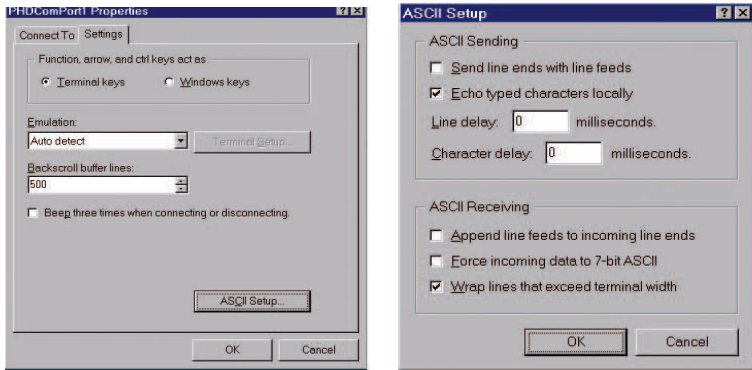 PHDComPort1 Properties
Connect To Settings
Function, arrow, and ctrl keys act as
Terminal keys Windows keys
Emulation:
Auto detect
Terminal Setup...
Backscroll buffer lines:
500
Beep three times when connecting or disconnecting.
ASCII Setup...
OK Cancel
ASCII Setup
ASCII Sending
Send line ends with line feeds
Echo typed characters locally
Line delay: 0 milliseconds.
Character delay: 0 milliseconds.
ASCII Receiving
Append line feeds to incoming line ends
Force incoming data to 7-bit ASCII
Wrap lines that exceed terminal width
OK Cancel